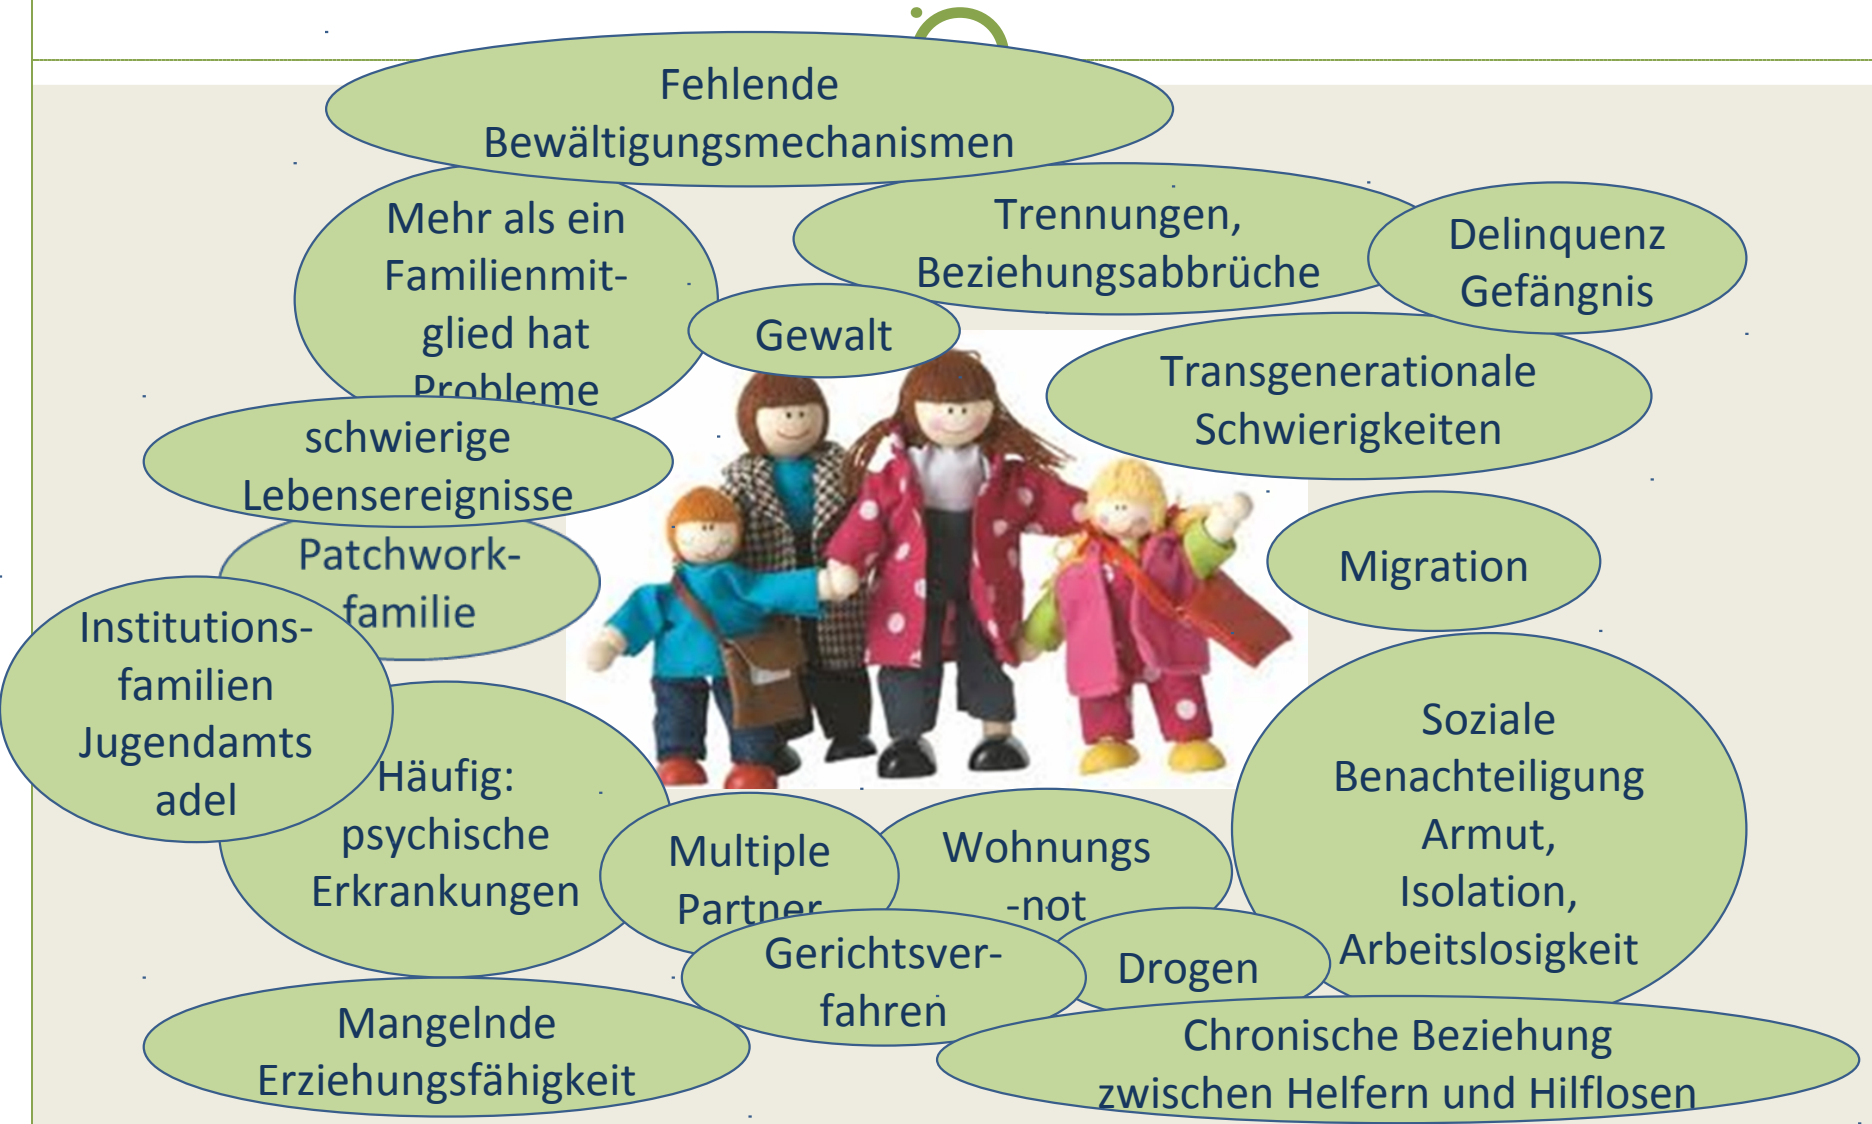 Fehlende
Bewältigungsmechanismen
Mehr als ein
Familienmit-
glied hat
Probleme
Trennungen,
Beziehungsabbrüche
Delinquenz
Gefängnis
Gewalt
Transgenerationale
Schwierigkeiten
schwierige
Lebensereignisse
Patchwork-
familie
Migration
Institutions-
familien
Jugendamts
adel
Häufig:
psychische
Erkrankungen
Multiple
Partner
Wohnungs
-not
Soziale
Benachteiligung
Armut,
Isolation,
Arbeitslosigkeit
Gerichtsver-
fahren
Drogen
Mangelnde
Erziehungsfähigkeit
Chronische Beziehung
zwischen Helfern und Hilflosen